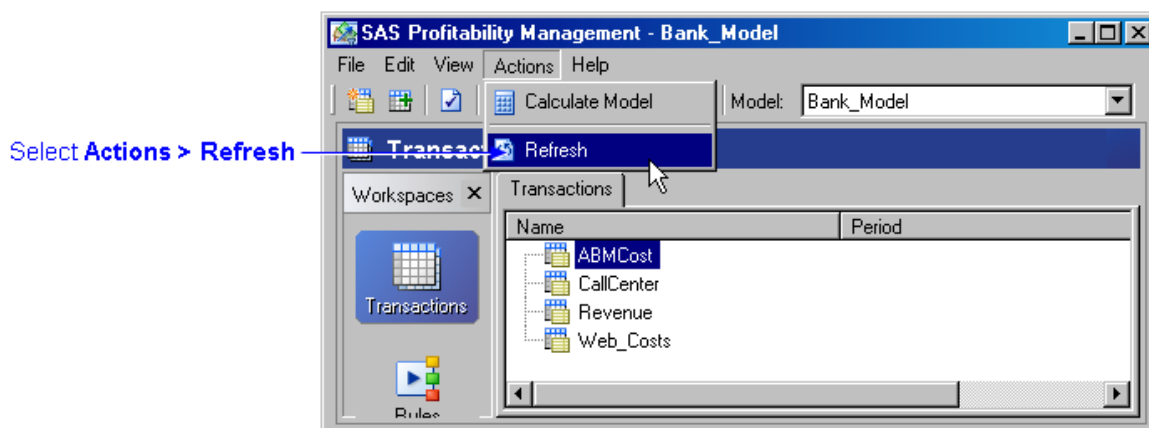 SAS Profitability Management - Bank_Model
File Edit View Actions Help
Calculate Model
Model: Bank_Model
Select Actions > Refresh
Transac
Refresh
Workspaces
Transactions
Name Period
ABMCost
Transactions
CallCenter
Revenue
Web_Costs
Rules